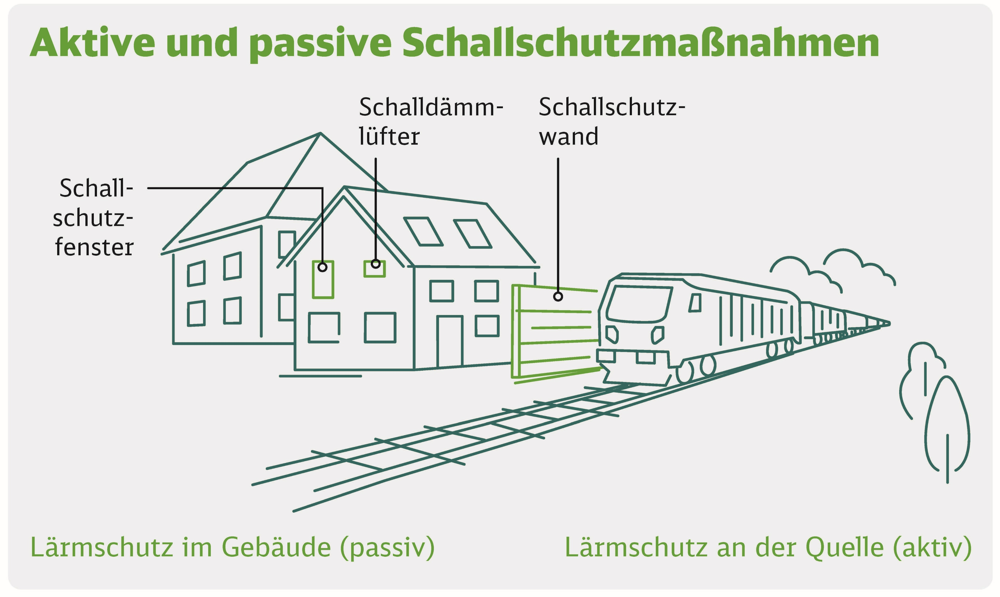 Aktive und passive Schallschutzmaßnahmen
Schalldämm-
lüfter
Schallschutz-
wand
Schall-
schutz-
fenster
Lärmschutz im Gebäude (passiv)
Lärmschutz an der Quelle (aktiv)